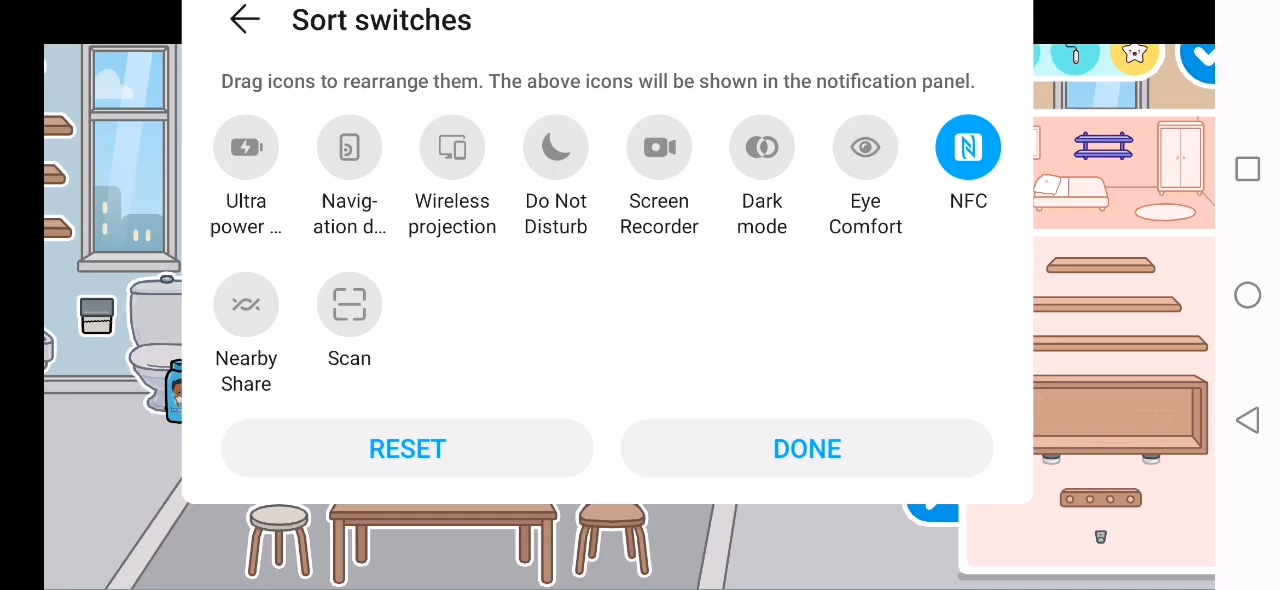 Sort switches
Drag icons to rearrange them. The above icons will be shown in the notification panel.
Ultra power ...
Navig-ation d...
Wireless projection
Do Not Disturb
Screen Recorder
Dark mode
Eye Comfort
NFC
Nearby Share
Scan
RESET
DONE